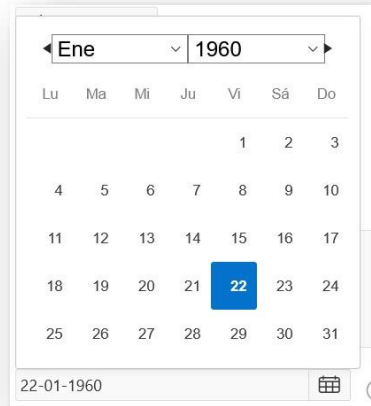 Ene 1960
Lu Ma Mi Ju Vi Sá Do
1 2 3
4 5 6 7 8 9 10
11 12 13 14 15 16 17
18 19 20 21 22 23 24
25 26 27 28 29 30 31
22-01-1960